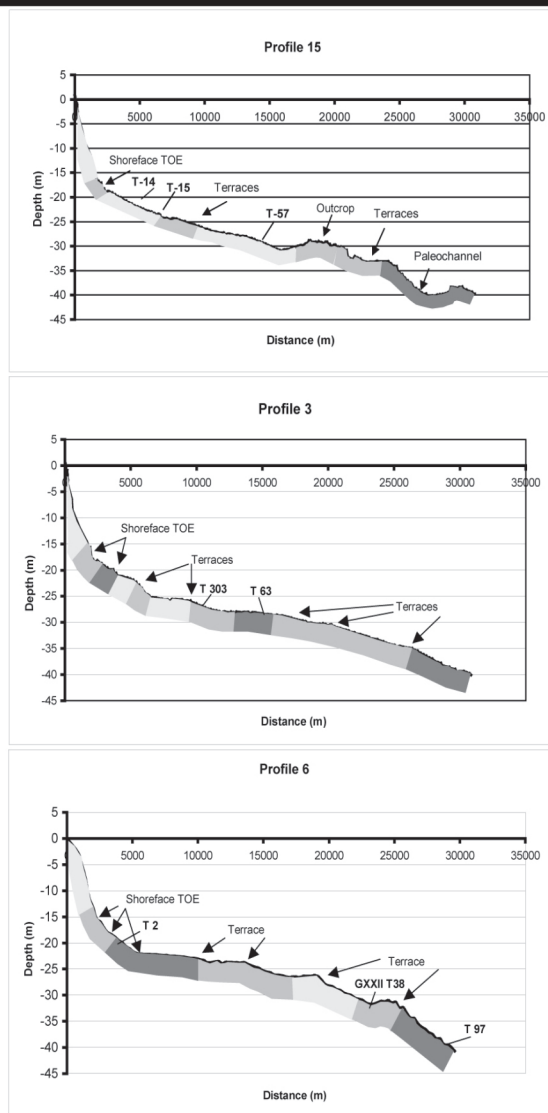 Profile 15
5
0
5000 10000 15000 20000 25000 30000 35000
-5
-10
Shoreface TOE
-15
T-14 T-15 Terraces
-20
T-57 Outcrop Terraces
-25
-30
Paleochannel
-35
-40
-45
Depth (m)
Distance (m)
Profile 3
5
0
5000 10000 15000 20000 25000 30000 35000
-5
-10
Shoreface TOE
-15
Terraces
-20
T 303 T 63
-25
Terraces
-30
-35
-40
-45
Depth (m)
Distance (m)
Profile 6
5
0
5000 10000 15000 20000 25000 30000 35000
-5
-10
Shoreface TOE
-15
T 2 Terrace
-20
Terrace
-25
GXXII T38
-30
-35
T 97
-40
-45
Depth (m)
Distance (m)